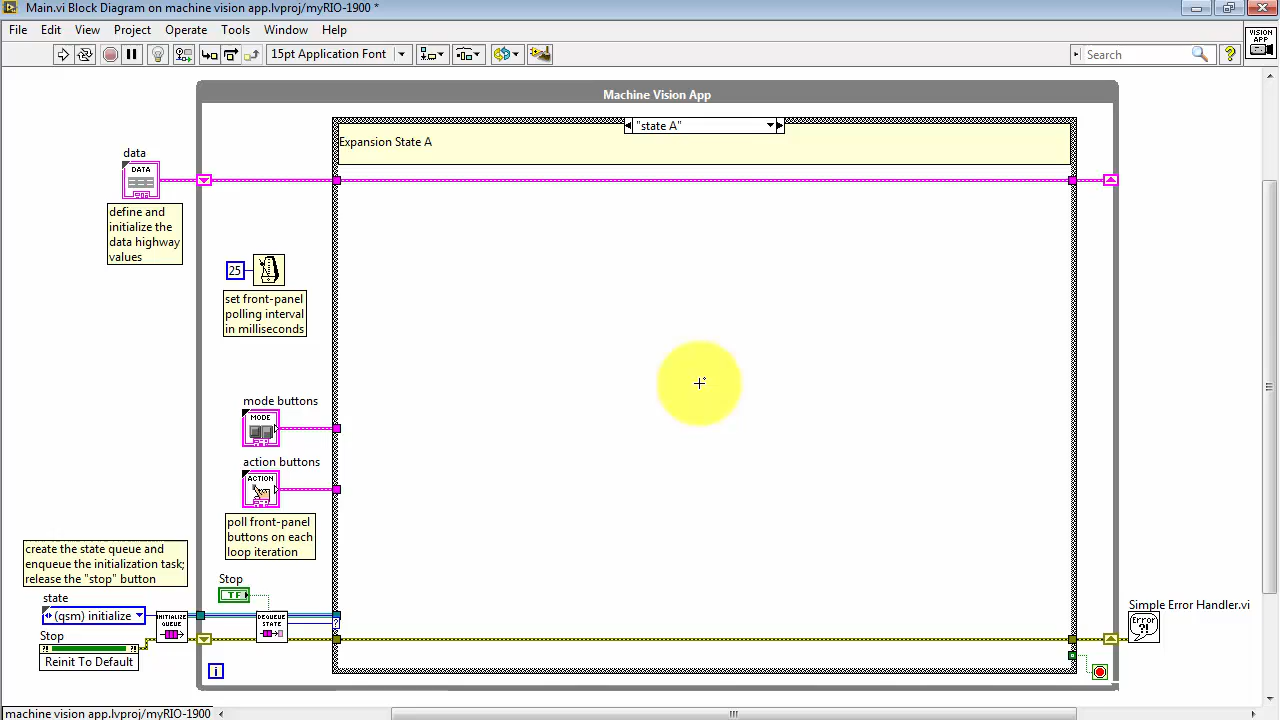 Main.vi Block Diagram on machine vision app.lvproj/myRIO-1900 *
File Edit View Project Operate Tools Window Help
15pt Application Font
Search
?
VISION
APP
Machine Vision App
"state A"
Expansion State A
data
DATA
define and
initialize the
data highway
values
25
set front-panel
polling interval
in milliseconds
mode buttons
MODE
action buttons
ACTION
poll front-panel
buttons on each
loop iteration
create the state queue and
enqueue the initialization task;
release the "stop" button
Stop
TF
state
(qsm) initialize
INITIALIZE
QUEUE
DEQUEUE
STATE
?
Simple Error Handler.vi
Error
?!
Stop
?! ?!
Reinit To Default
i
machine vision app.lvproj/myRIO-1900